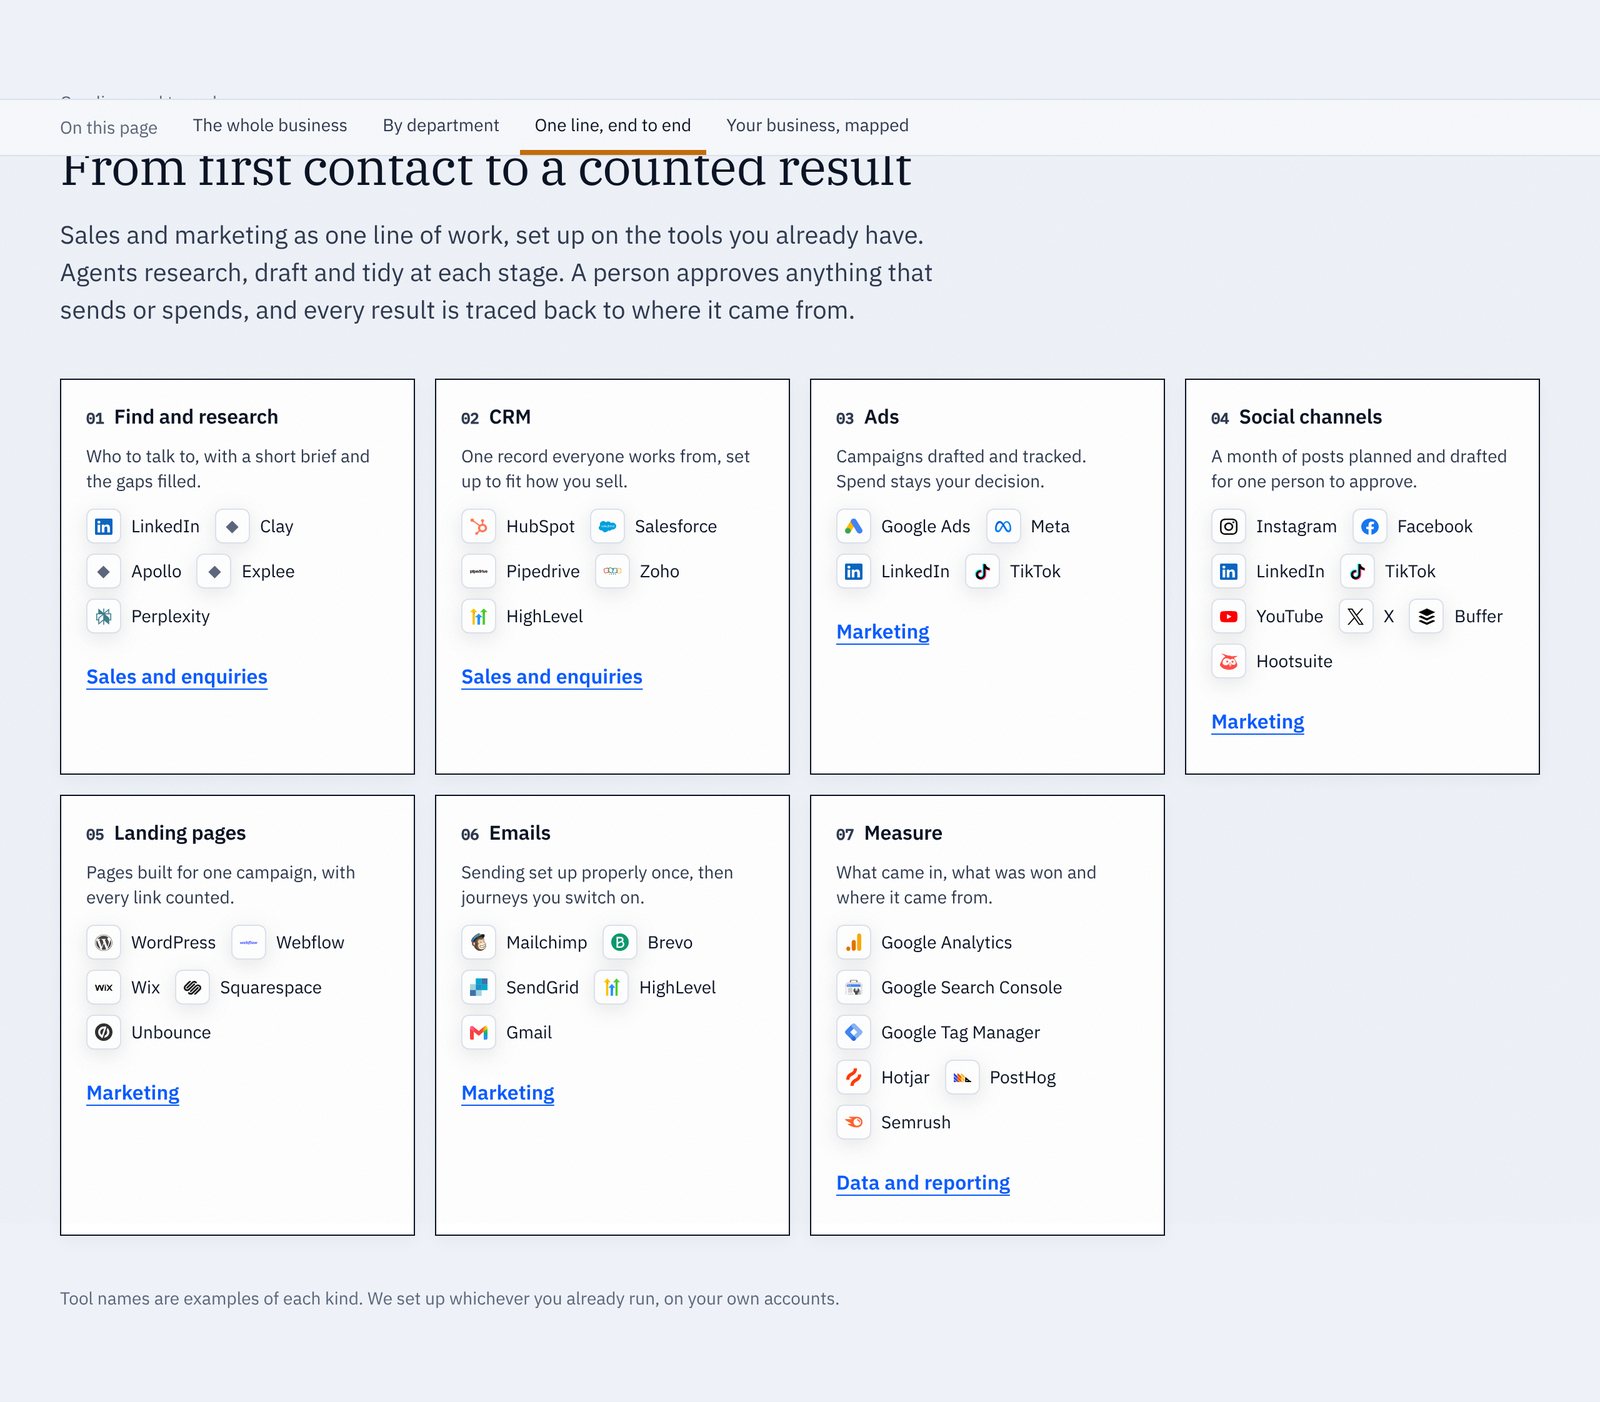 On this page The whole business By department One line, end to end Your business, mapped
From first contact to a counted result
Sales and marketing as one line of work, set up on the tools you already have.
Agents research, draft and tidy at each stage. A person approves anything that
sends or spends, and every result is traced back to where it came from.
01 Find and research
Who to talk to, with a short brief and
the gaps filled.
LinkedIn Clay
Apollo Explee
Perplexity
Sales and enquiries
02 CRM
One record everyone works from, set
up to fit how you sell.
HubSpot Salesforce
pipedrive Pipedrive Zoho
HighLevel
Sales and enquiries
03 Ads
Campaigns drafted and tracked.
Spend stays your decision.
Google Ads Meta
LinkedIn TikTok
Marketing
04 Social channels
A month of posts planned and drafted
for one person to approve.
Instagram Facebook
LinkedIn TikTok
YouTube X Buffer
Hootsuite
Marketing
05 Landing pages
Pages built for one campaign, with
every link counted.
WordPress webflow Webflow
WIX Wix Squarespace
Unbounce
Marketing
06 Emails
Sending set up properly once, then
journeys you switch on.
Mailchimp Brevo
SendGrid HighLevel
Gmail
Marketing
07 Measure
What came in, what was won and
where it came from.
Google Analytics
Google Search Console
Google Tag Manager
Hotjar PostHog
Semrush
Data and reporting
Tool names are examples of each kind. We set up whichever you already run, on your own accounts.